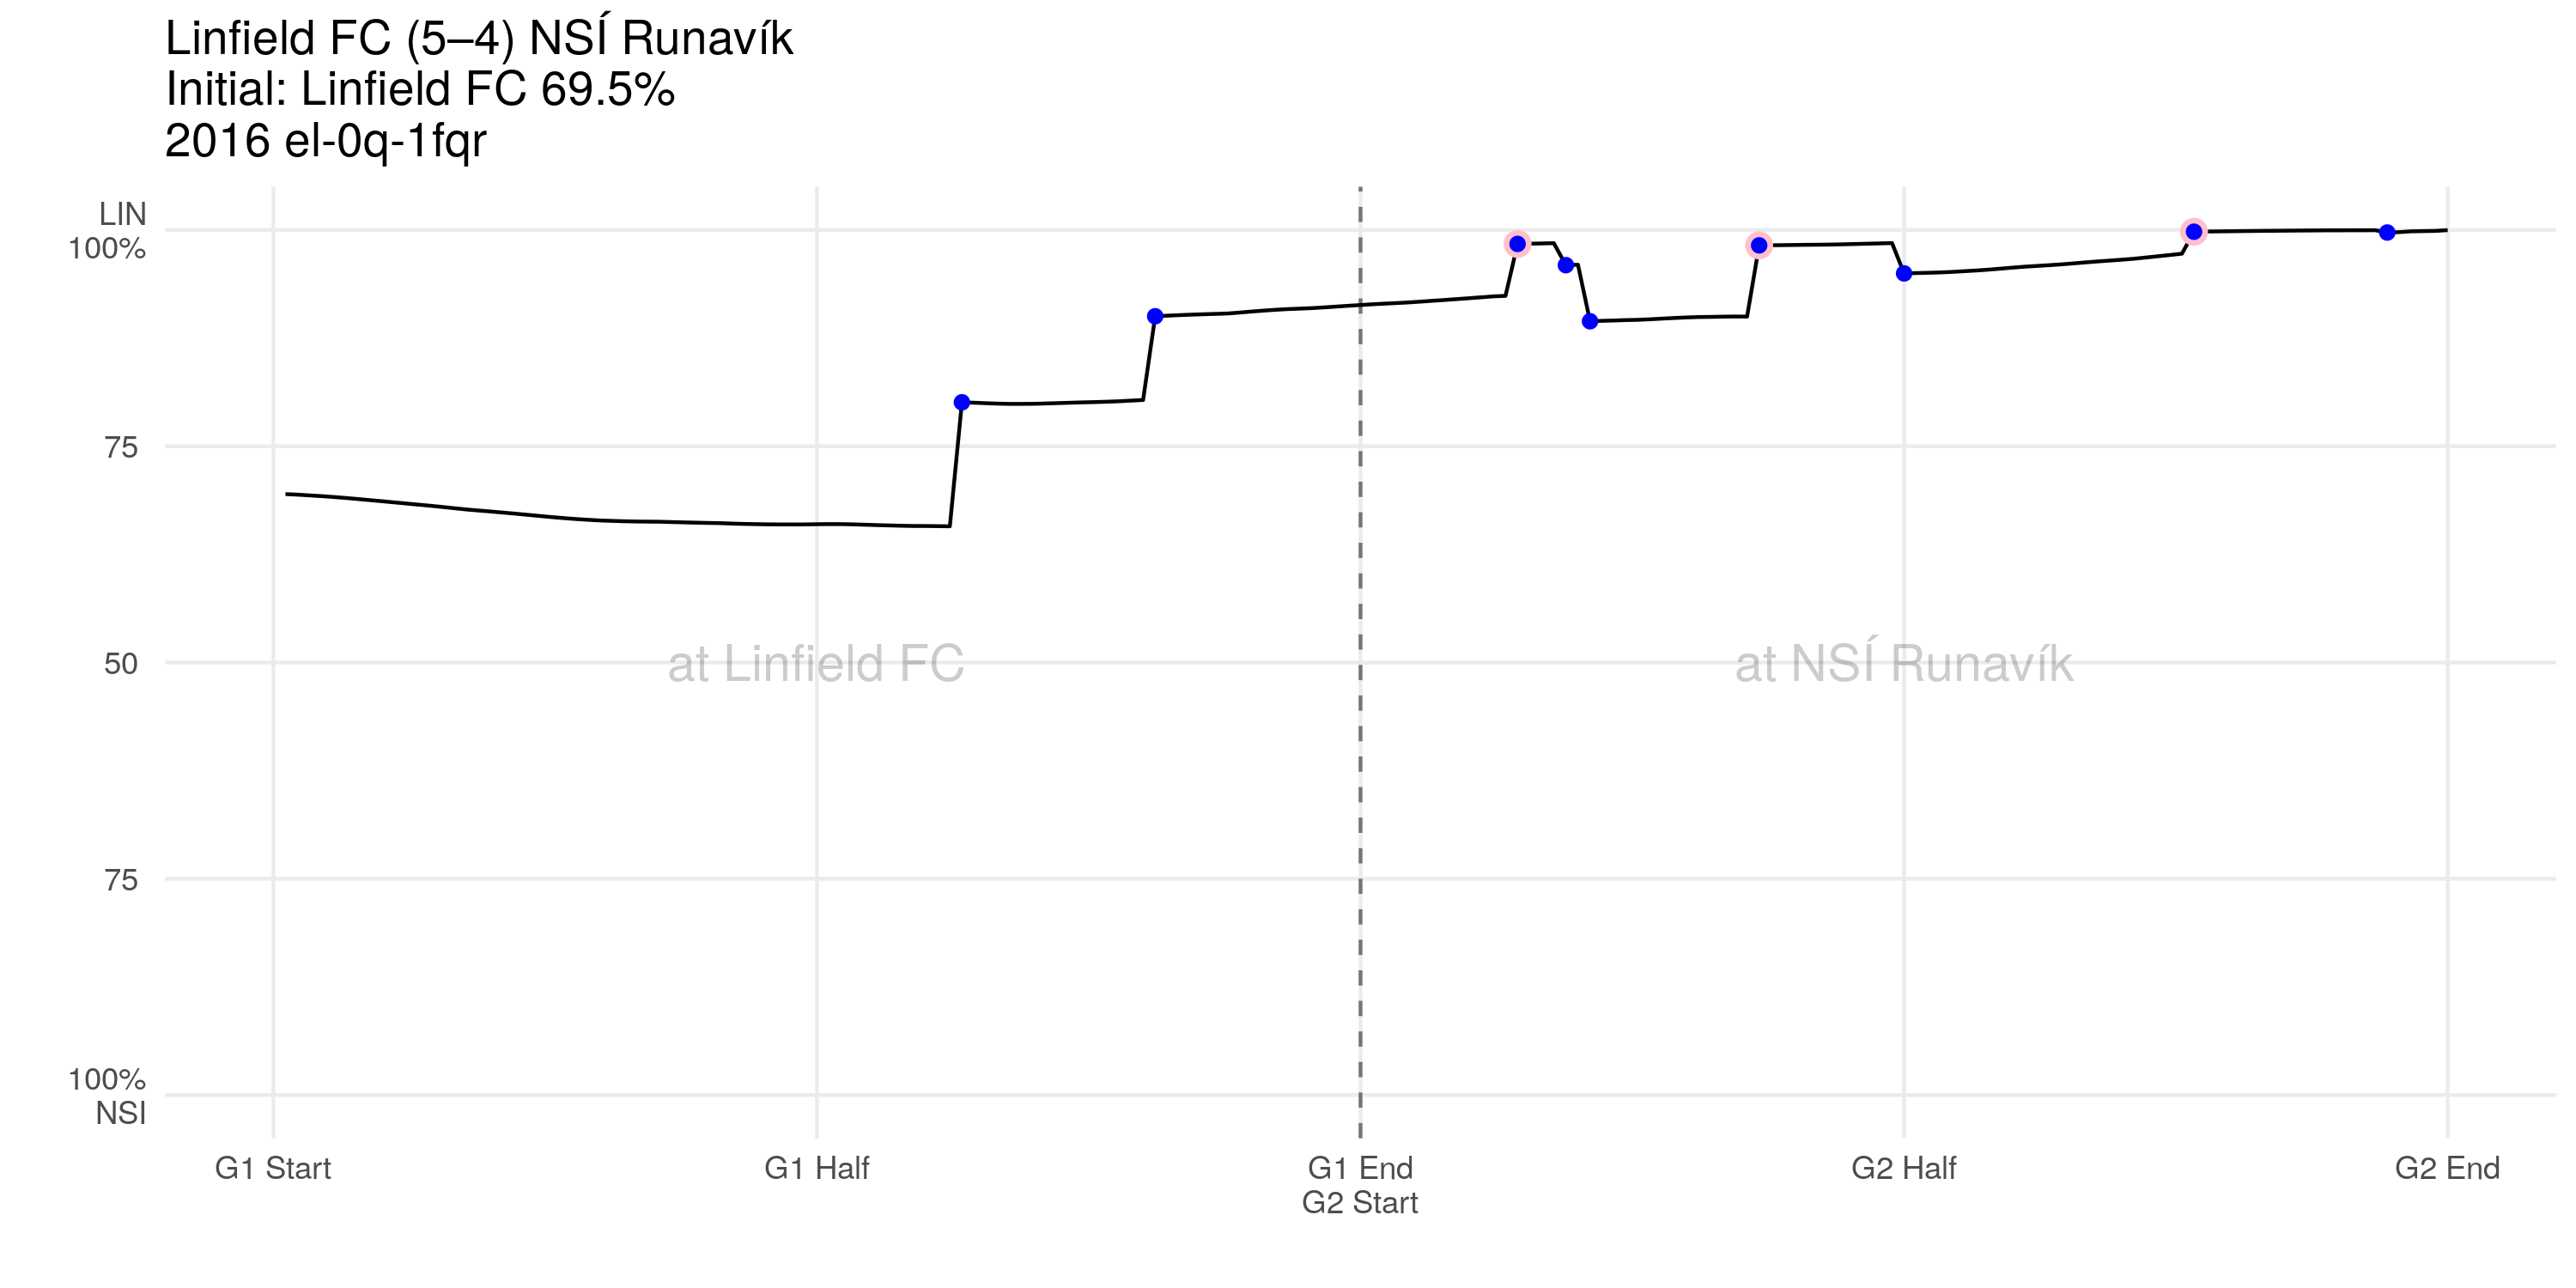 Linfield FC (5–4) NSÍ Runavík
Initial: Linfield FC 69.5%
2016 el-0q-1fqr
LIN
100%
75
50
75
100%
NSI
at Linfield FC
at NSÍ Runavík
G1 Start
G1 Half
G1 End
G2 Start
G2 Half
G2 End